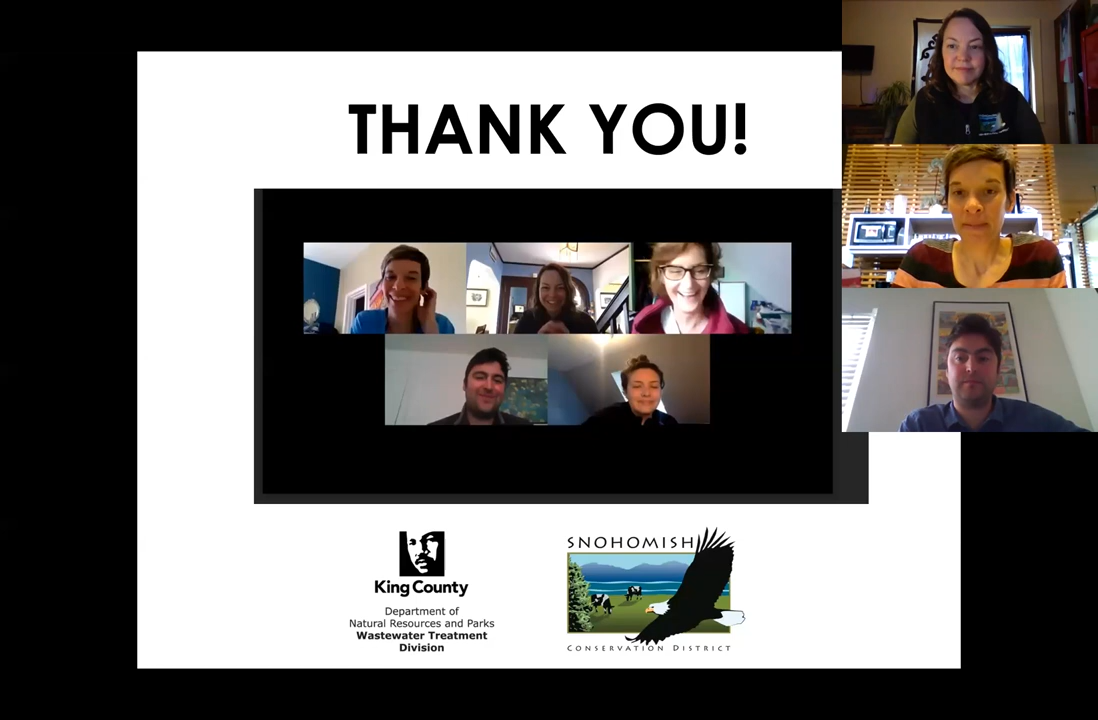 THANK YOU!
King County
Department of
Natural Resources and Parks
Wastewater Treatment
Division
SNOHOMISH
CONSERVATION DISTRICT